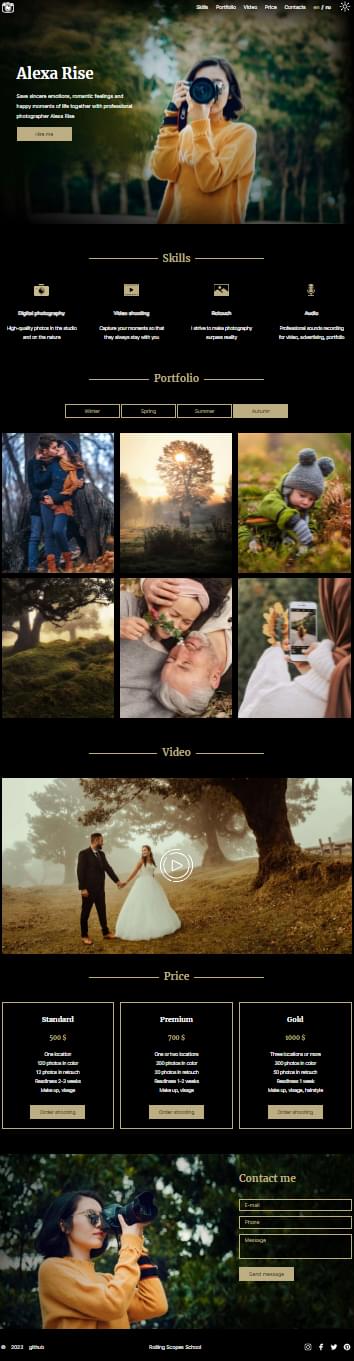 Skills Portfolio Video Price Contacts en / ru
Alexa Rise
Save sincere emotions, romantic feelings and
happy moments of life together with professional
photographer Alexa Rise
Hire me
Skills
Digital photography
High-quality photos in the studio
and on the nature
Video shooting
Capture your moments so that
they always stay with you
Retouch
I strive to make photography
surpass reality
Audio
Professional sounds recording
for video, advertising, portfolio
Portfolio
Winter Spring Summer Autumn
Video
Price
Standard
500 $
One location
120 photos in color
12 photos in retouch
Readiness 2-3 weeks
Make up, visage
Order shooting
Premium
700 $
One or two locations
200 photos in color
20 photos in retouch
Readiness 1-2 weeks
Make up, visage
Order shooting
Gold
1000 $
Three locations or more
300 photos in color
50 photos in retouch
Readiness 1 week
Make up, visage, hairstyle
Order shooting
Contact me
E-mail
Phone
Message
Send message
© 2022 github Rolling Scopes School